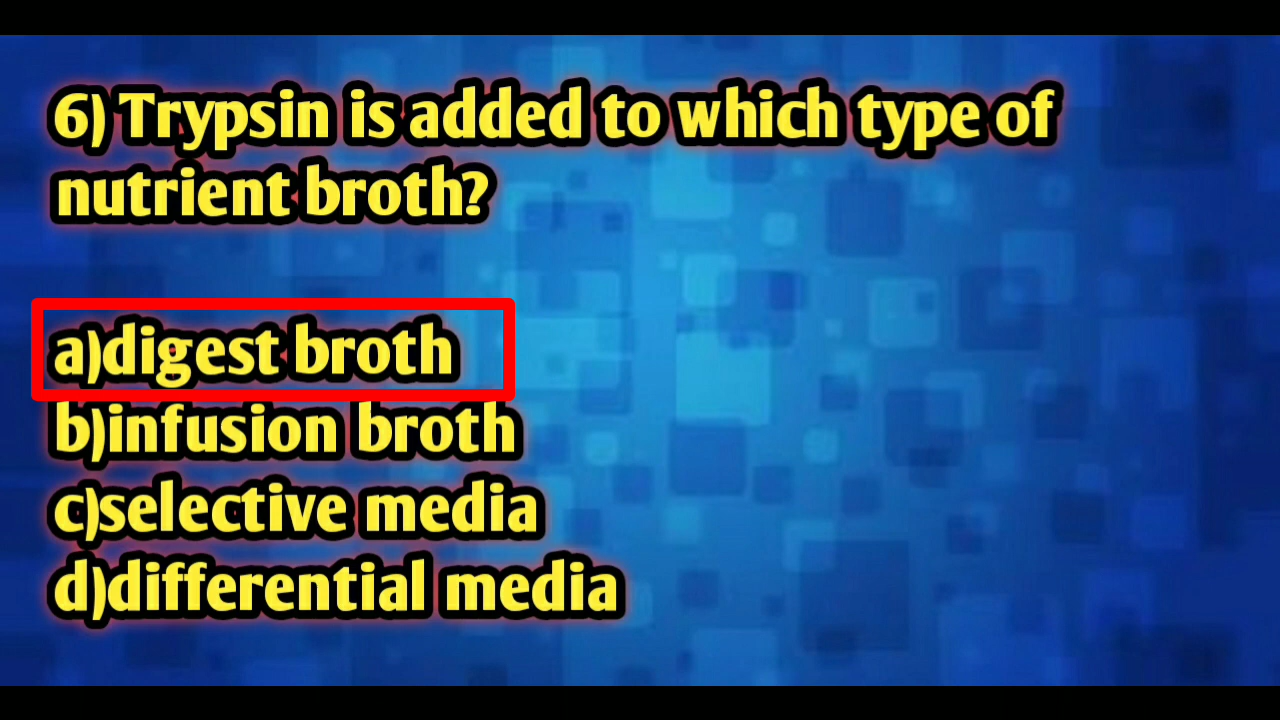 6) Trypsin is added to which type of
nutrient broth?
a)digest broth
b)infusion broth
c)selective media
d)differential media